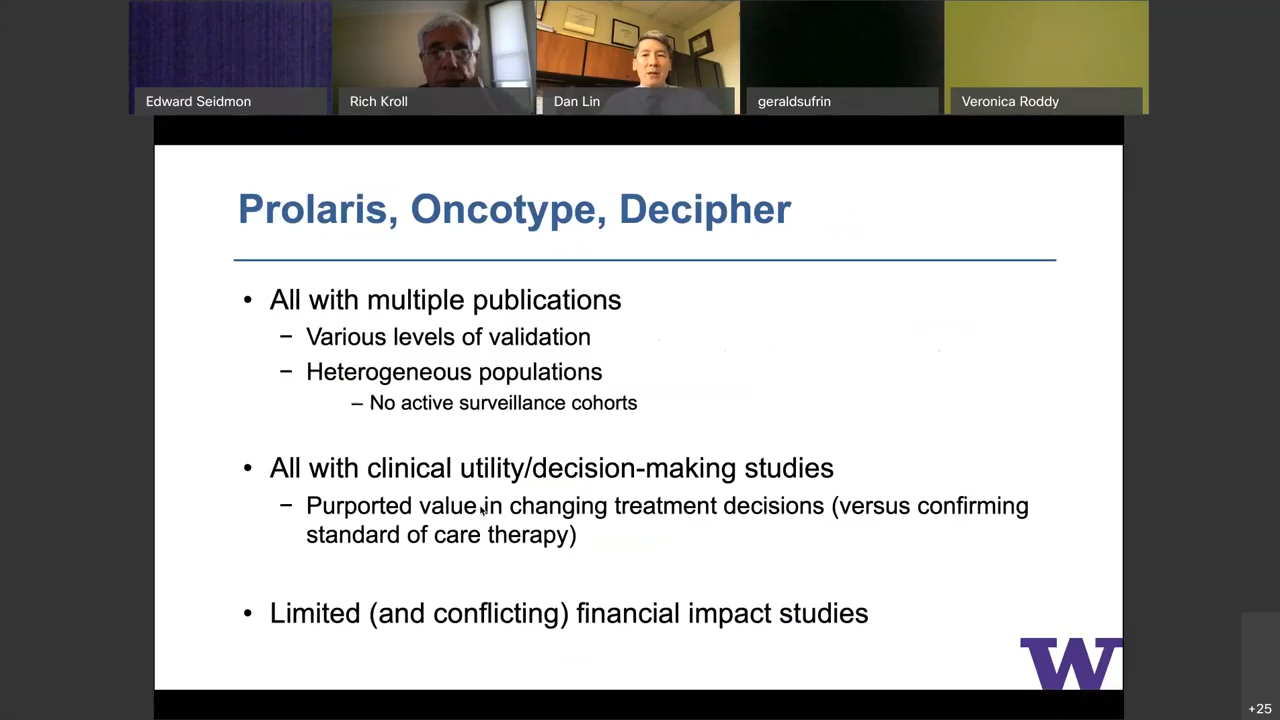 Edward Seidmon
Rich Kroll
Dan Lin
geraldsufrin
Veronica Roddy
Prolaris, Oncotype, Decipher
• All with multiple publications
− Various levels of validation
− Heterogeneous populations
– No active surveillance cohorts
• All with clinical utility/decision-making studies
− Purported value in changing treatment decisions (versus confirming
standard of care therapy)
• Limited (and conflicting) financial impact studies
W
+25